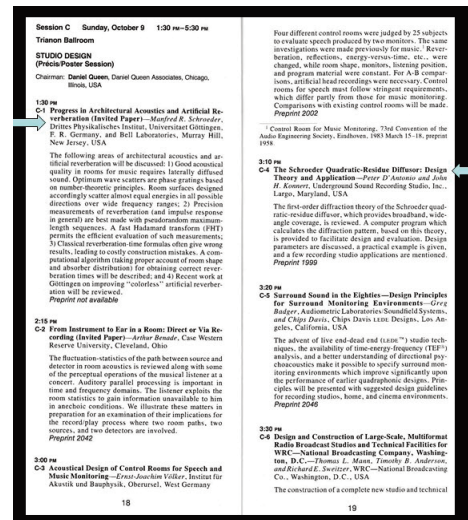 Session C Sunday, October 9 1:30 PM–5:30 PM
Trianon Ballroom
STUDIO DESIGN
(Précis/Poster Session)
Chairman: Daniel Queen, Daniel Queen Associates, Chicago,
Illinois, USA
1:30 PM
C-1 Progress in Architectural Acoustics and Artificial Re-
verberation (Invited Paper)—Manfred R. Schroeder,
Drittes Physikalisches Institut, Universitaet Göttingen,
F. R. Germany, and Bell Laboratories, Murray Hill,
New Jersey, USA
The following areas of architectural acoustics and ar-
tificial reverberation will be discussed: 1) Good acoustical
quality in rooms for music requires laterally diffused
sound. Optimum wave scatters are phase gratings based
on number-theoretic principles. Room surfaces designed
accordingly scatter almost equal energies in all possible
directions over wide frequency ranges; 2) Precision
measurements of reverberation (and impulse response
in general) are best made with pseudorandom maximum-
length sequences. A fast Hadamard transform (FHT)
permits the efficient evaluation of such measurements;
3) Classical reverberation-time formulas often give wrong
results, leading to costly construction mistakes. A com-
putational algorithm (taking proper account of room shape
and absorber distribution) for obtaining correct rever-
beration times will be described; and 4) Recent work at
Göttingen on improving "colorless" artificial reverber-
ation will be reviewed.
Preprint not available
2:15 PM
C-2 From Instrument to Ear in a Room: Direct or Via Re-
cording (Invited Paper)—Arthur Benade, Case Western
Reserve University, Cleveland, Ohio
The fluctuation-statistics of the path between source and
detector in room acoustics is reviewed along with some
of the perceptual operations of the musical listener at a
concert. Auditory parallel processing is important in
time and frequency domains. The listener exploits the
room statistics to gain information unavailable to him
in anechoic conditions. We illustrate these matters in
preparation for an examination of their implications for
the record/play process where two room paths, two
sources, and two detectors are involved.
Preprint 2042
3:00 PM
C-3 Acoustical Design of Control Rooms for Speech and
Music Monitoring—Ernst-Joachim Völker, Institut für
Akustik und Bauphysik, Oberursel, West Germany
18
Four different control rooms were judged by 25 subjects
to evaluate speech produced by two monitors. The same
investigations were made previously for music.¹ Rever-
beration, reflections, energy-versus-time, etc., were
changed, while room shape, monitors, listening position,
and program material were constant. For A-B compar-
isons, artificial head recordings were necessary. Control
rooms for speech must follow stringent requirements,
which differ partly from those for music monitoring.
Comparisons with existing control rooms will be made.
Preprint 2002
¹ Control Room for Music Monitoring, 73rd Convention of the
Audio Engineering Society, Eindhoven, 1983 March 15–18, preprint
1958.
3:10 PM
C-4 The Schroeder Quadratic-Residue Diffusor: Design
Theory and Application—Peter D'Antonio and John
H. Konnert, Underground Sound Recording Studio, Inc.,
Largo, Maryland, USA
The first-order diffraction theory of the Schroeder quad-
ratic-residue diffusor, which provides broadband, wide-
angle coverage, is reviewed. A computer program which
calculates the diffraction pattern, based on this theory,
is provided to facilitate design and evaluation. Design
parameters are discussed, a practical example is given,
and a few recording studio applications are mentioned.
Preprint 1999
3:20 PM
C-5 Surround Sound in the Eighties—Design Principles
for Surround Monitoring Environments—Greg
Badger, Audiometric Laboratories/Soundfield Systems,
and Chips Davis, Chips Davis LEDE Designs, Los An-
geles, California, USA
The advent of live end-dead end (LEDE™) studio tech-
niques, the availability of time-energy-frequency (TEF®)
analysis, and a better understanding of directional psy-
choacoustics make it possible to specify surround mon-
itoring environments which improve significantly upon
the performance of earlier quadraphonic designs. Prin-
ciples will be presented with suggested design guidelines
for recording studios, home, and cinema environments.
Preprint 2046
3:30 PM
C-6 Design and Construction of Large-Scale, Multiformat
Radio Broadcast Studios and Technical Facilities for
WRC—National Broadcasting Company, Washing-
ton, D.C.—Thomas L. Mann, Timothy B. Anderson,
and Richard E. Sweitzer, WRC—National Broadcasting
Co., Washington, D.C., USA
The construction of a complete new studio and technical
19